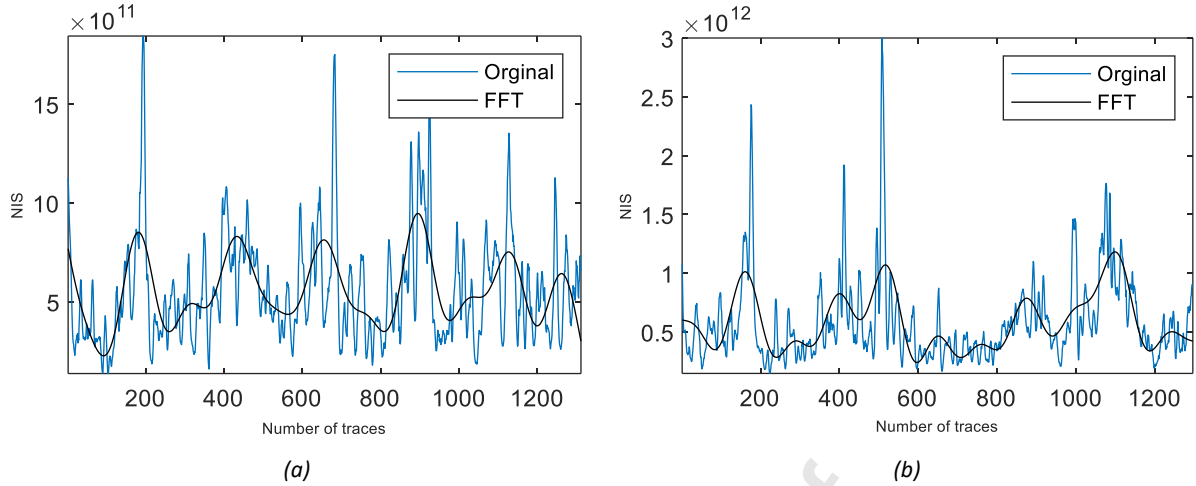 ×10^11
15
10
5
NIS
Orginal
FFT
200 400 600 800 1000 1200
Number of traces
(a)
×10^12
3
2.5
2
1.5
1
0.5
NIS
Orginal
FFT
200 400 600 800 1000 1200
Number of traces
(b)
c